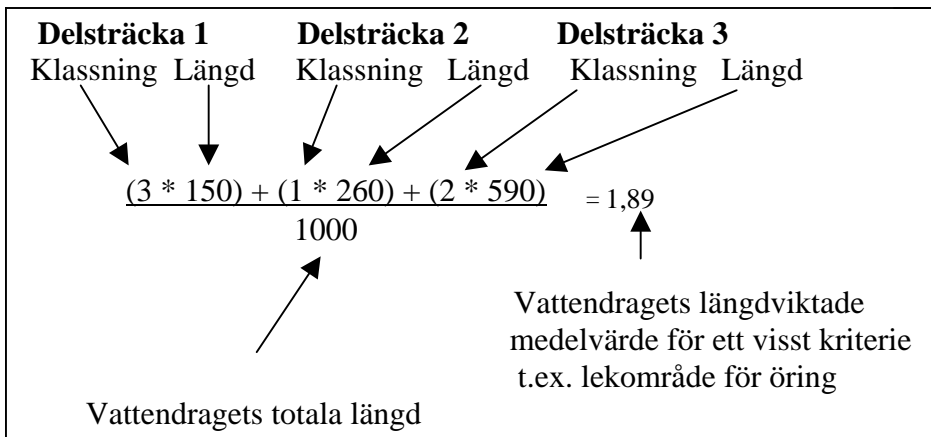 Delsträcka 1 Delsträcka 2 Delsträcka 3
Klassning Längd Klassning Längd Klassning Längd
(3 * 150) + (1 * 260) + (2 * 590) = 1,89
1000
Vattendragets längdviktade
medelvärde för ett visst kriterie
t.ex. lekområde för öring
Vattendragets totala längd